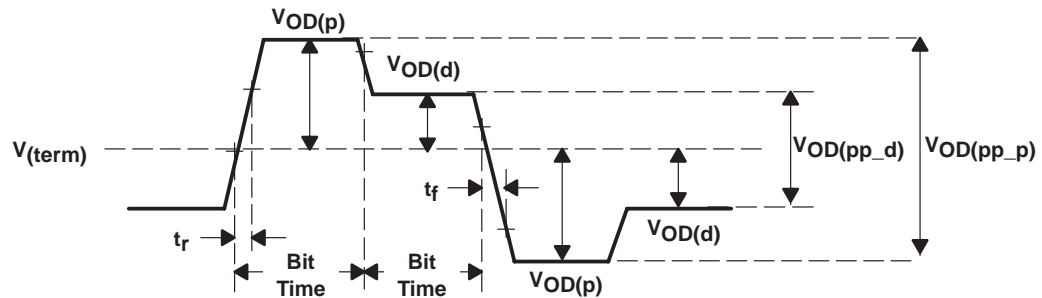 VOD(p)
VOD(d)
V(term)
VOD(pp_d)
VOD(pp_p)
tf
tr
VOD(d)
Bit
Time
Bit
Time
VOD(p)